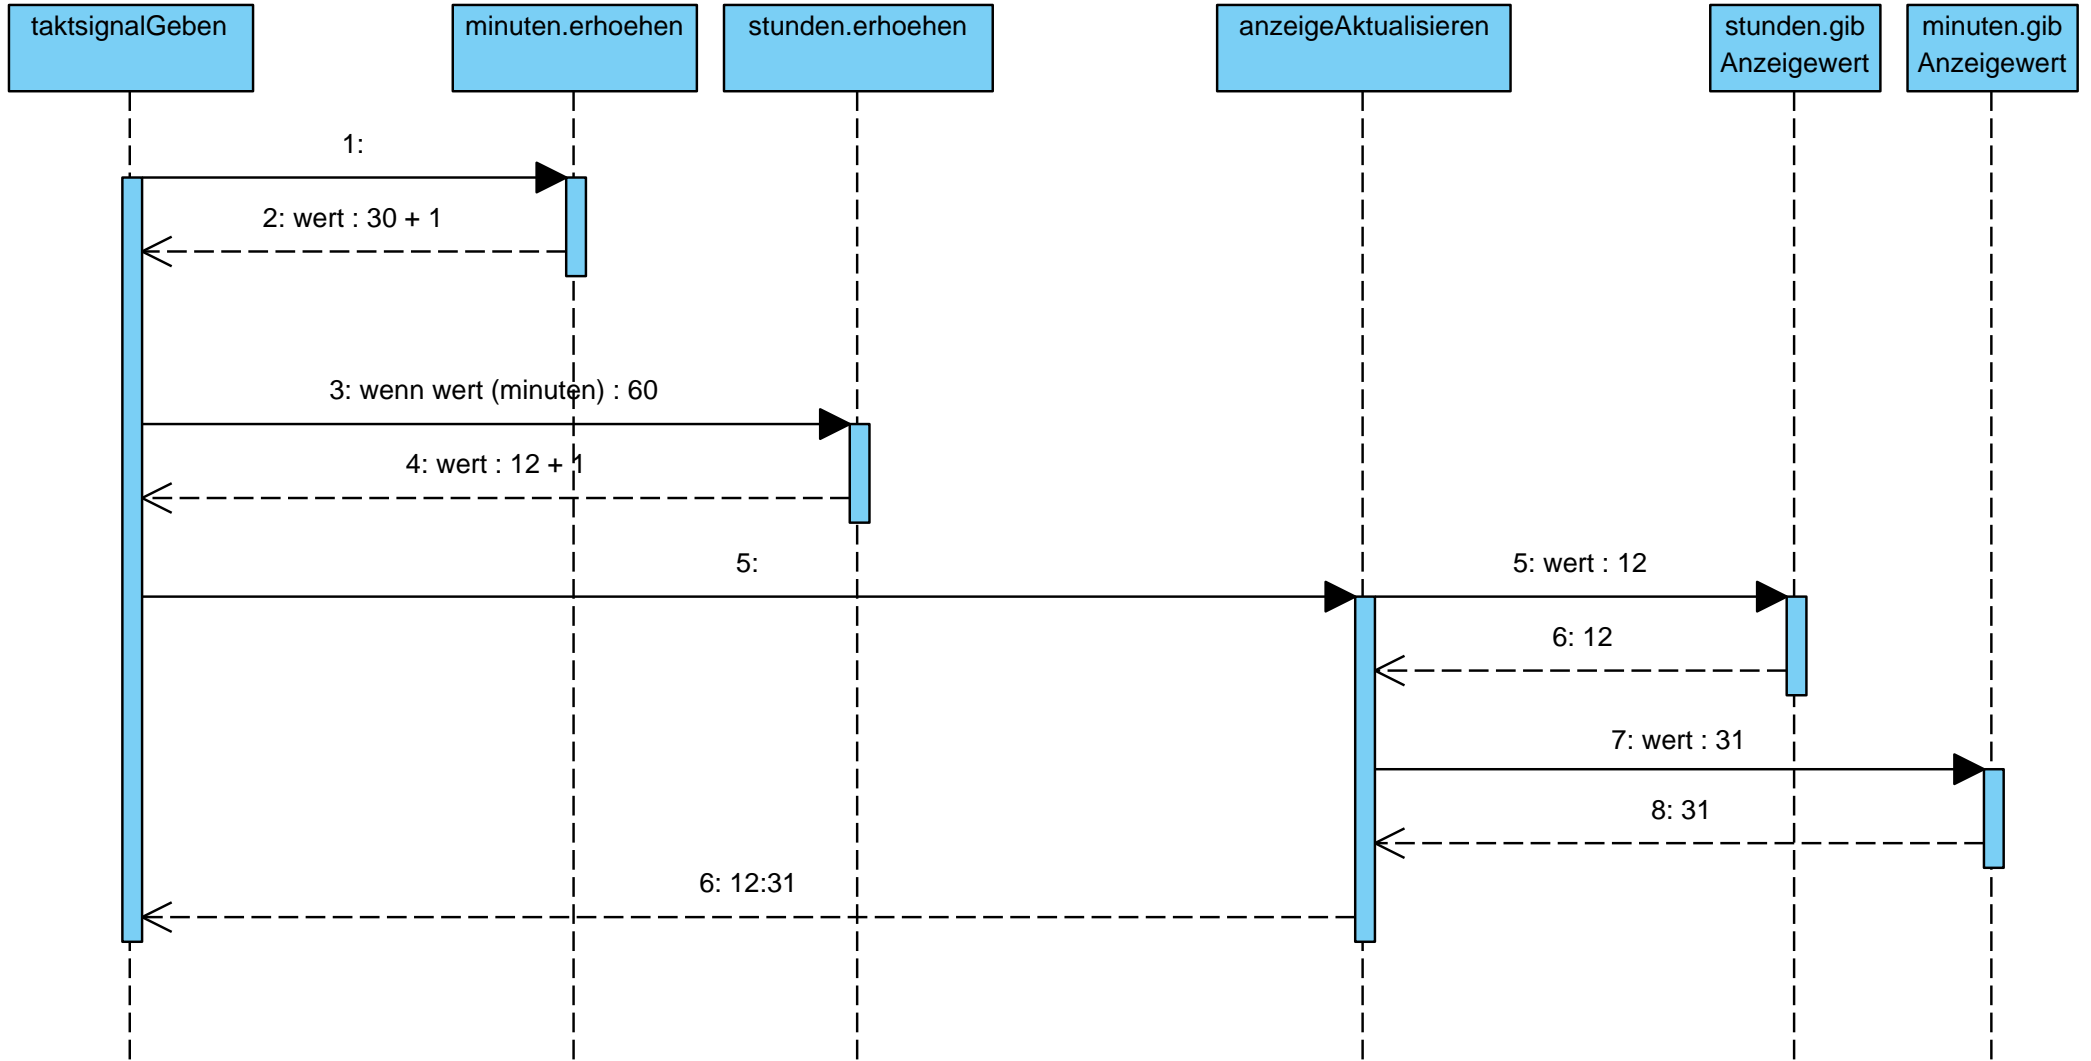 taktsignalGeben
minuten.erhoehen
stunden.erhoehen
anzeigeAktualisieren
stunden.gib
Anzeigewert
minuten.gib
Anzeigewert
1:
2: wert : 30 + 1
3: wenn wert (minuten) : 60
4: wert : 12 + 1
5:
5: wert : 12
6: 12
7: wert : 31
8: 31
6: 12:31